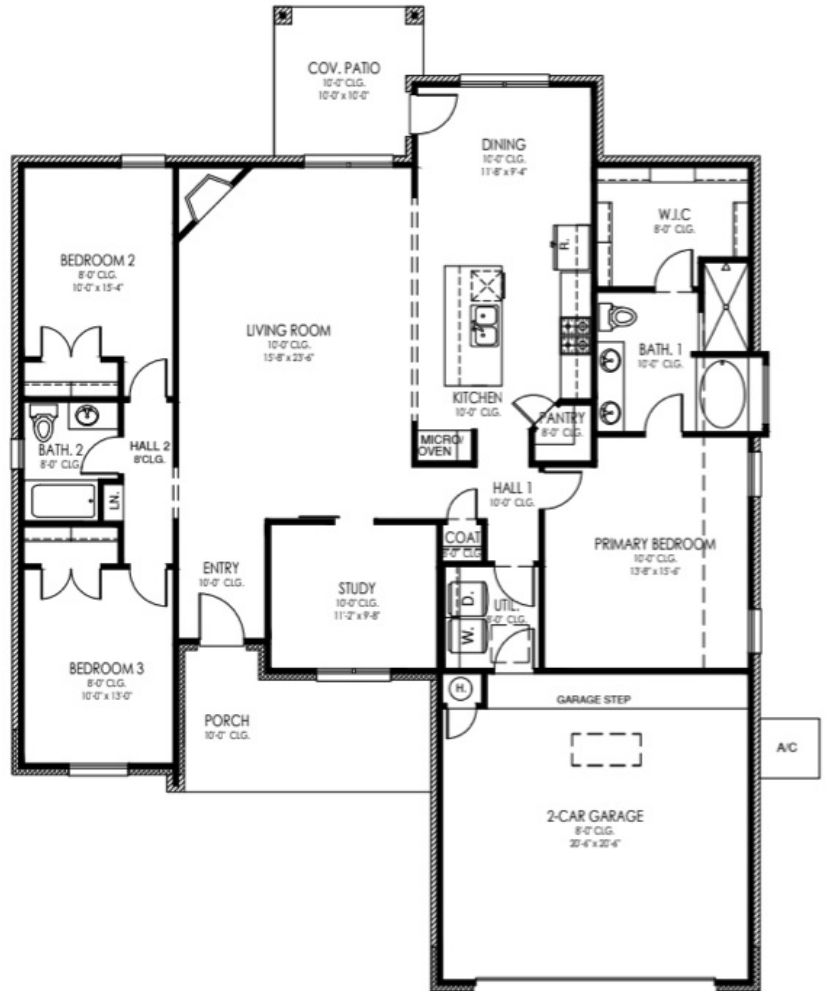 COV. PATIO
10'-0" CLG.
10'-0" x 10'-0"
DINING
10'-0" CLG.
11'-8" x 9'-4"
W.I.C
8'-0" CLG.
R.
BEDROOM 2
8'-0" CLG.
10'-0" x 15'-4"
LIVING ROOM
10'-0" CLG.
15'-8" x 23'-6"
BATH. 1
10'-0" CLG.
KITCHEN
10'-0" CLG.
PANTRY
8'-0" CLG.
MICRO/
OVEN
BATH. 2
8'-0" CLG.
HALL 2
8'CLG.
LN.
HALL 1
10'-0" CLG.
COAT
8'-0" CLG
PRIMARY BEDROOM
10'-0" CLG.
13'-8" x 15'-6"
ENTRY
10'-0" CLG.
STUDY
10'-0" CLG.
11'-2" x 9'-8"
D.
W.
UTIL.
8'-0" CLG.
BEDROOM 3
8'-0" CLG.
10'-0" x 13'-0"
H.
GARAGE STEP
PORCH
10'-0" CLG.
A/C
2-CAR GARAGE
8'-0" CLG.
20'-6" x 20'-6"